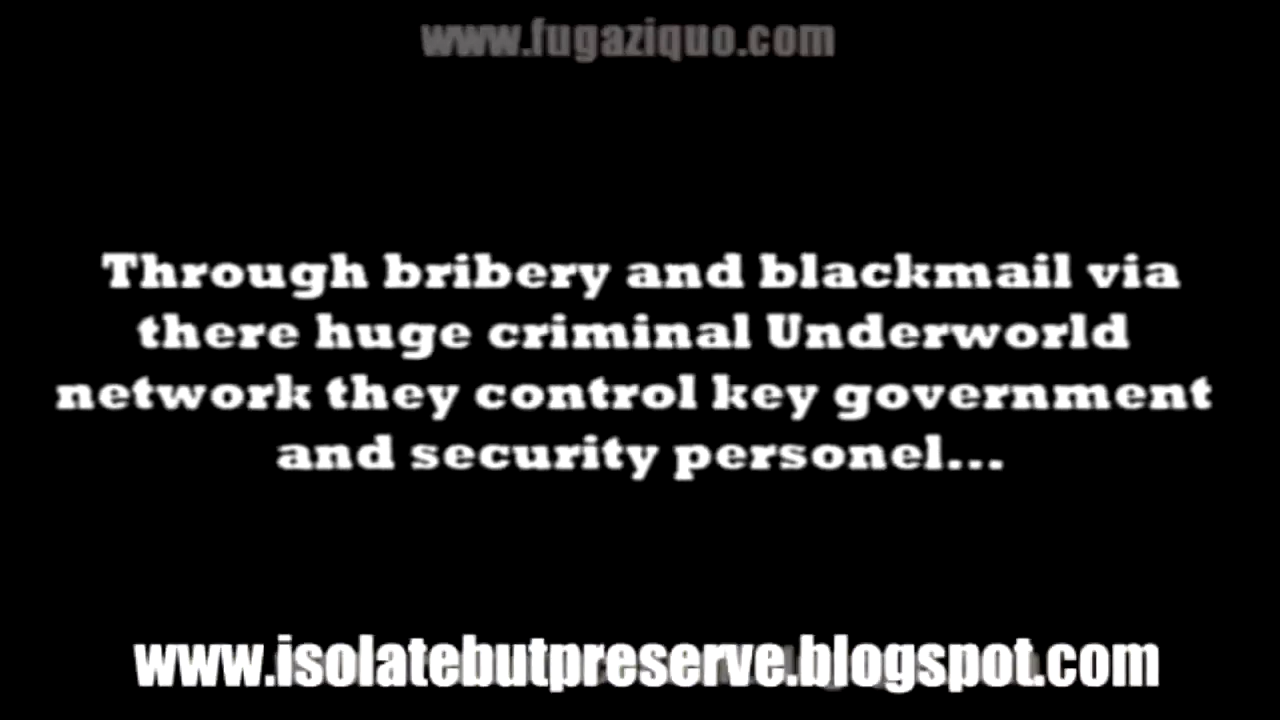 www.fugaziquo.com
Through bribery and blackmail via
there huge criminal Underworld
network they control key government
and security personel...
www.isolatebutpreserve.blogspot.com